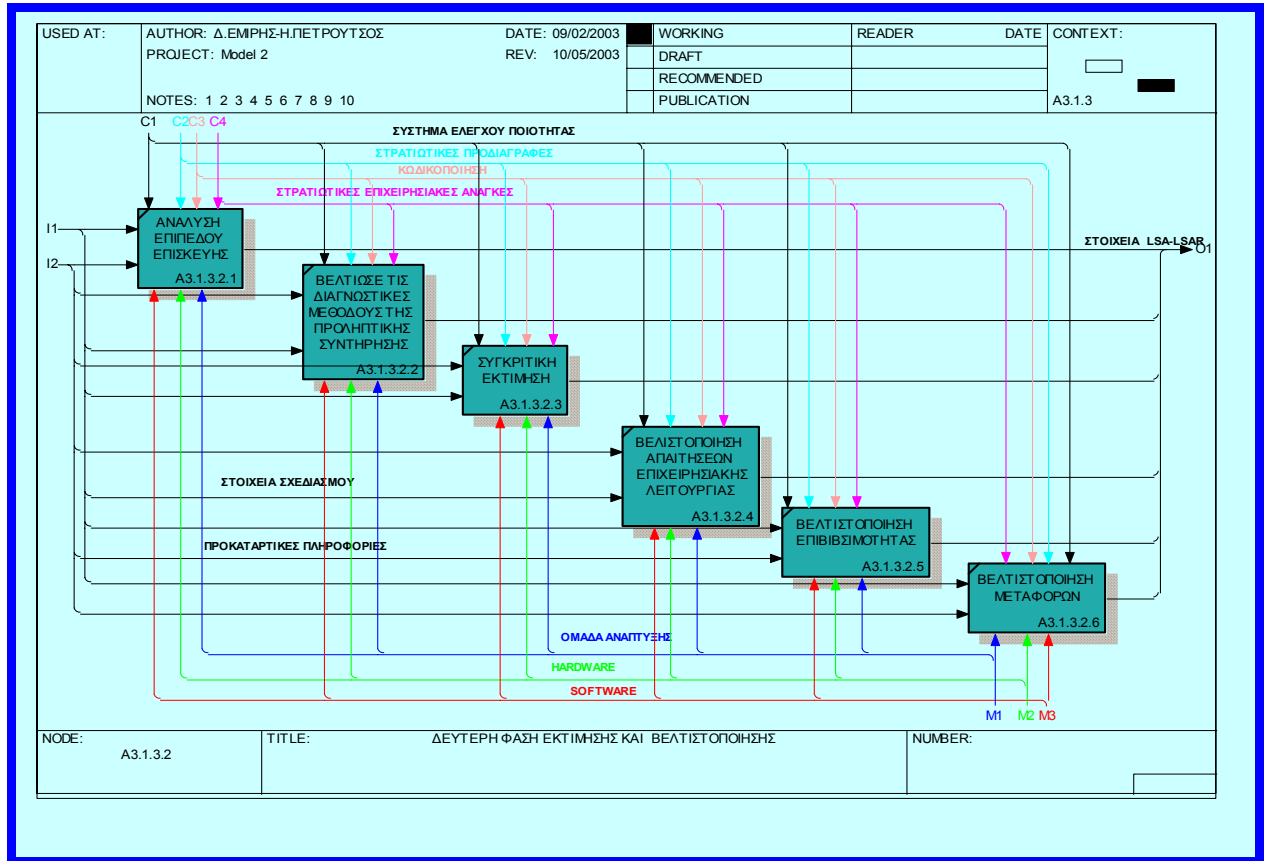 USED AT:
AUTHOR: Δ.ΕΜΙΡΗΣ-Η.ΠΕΤΡΟΥΤΣΟΣ
DATE: 09/02/2003
WORKING
READER
DATE
CONTEXT:
PROJECT: Model 2
REV: 10/05/2003
DRAFT
RECOMMENDED
NOTES: 1 2 3 4 5 6 7 8 9 10
PUBLICATION
A3.1.3
C1
C2
C3
C4
ΣΥΣΤΗΜΑ ΕΛΕΓΧΟΥ ΠΟΙΟΤΗΤΑΣ
ΣΤΡΑΤΙΩΤΙΚΕΣ ΠΡΟΔΙΑΓΡΑΦΕΣ
ΚΩΔΙΚΟΠΟΙΗΣΗ
ΣΤΡΑΤΙΩΤΙΚΕΣ ΕΠΙΧΕΙΡΗΣΙΑΚΕΣ ΑΝΑΓΚΕΣ
I1
I2
ΑΝΑΛΥΣΗ
ΕΠΙΠΕΔΟΥ
ΕΠΙΣΚΕΥΗΣ
A3.1.3.2.1
ΣΤΟΙΧΕΙΑ LSA-LSAR
O1
ΒΕΛΤΙΩΣΕ ΤΙΣ
ΔΙΑΓΝΩΣΤΙΚΕΣ
ΜΕΘΟΔΟΥΣ ΤΗΣ
ΠΡΟΛΗΠΤΙΚΗΣ
ΣΥΝΤΗΡΗΣΗΣ
A3.1.3.2.2
ΣΥΓΚΡΙΤΙΚΗ
ΕΚΤΙΜΗΣΗ
A3.1.3.2.3
ΒΕΛΙΣΤΟΠΟΙΗΣΗ
ΑΠΑΙΤΗΣΕΩΝ
ΕΠΙΧΕΙΡΗΣΙΑΚΗΣ
ΛΕΙΤΟΥΡΓΙΑΣ
A3.1.3.2.4
ΣΤΟΙΧΕΙΑ ΣΧΕΔΙΑΣΜΟΥ
ΒΕΛΤΙΣΤΟΠΟΙΗΣΗ
ΕΠΙΒΙΒΣΙΜΟΤΗΤΑΣ
A3.1.3.2.5
ΠΡΟΚΑΤΑΡΤΙΚΕΣ ΠΛΗΡΟΦΟΡΙΕΣ
ΒΕΛΤΙΣΤΟΠΟΙΗΣΗ
ΜΕΤΑΦΟΡΩΝ
A3.1.3.2.6
ΟΜΑΔΑ ΑΝΑΠΤΥΞΗΣ
HARDWARE
SOFTWARE
M1
M2
M3
NODE:
A3.1.3.2
TITLE:
ΔΕΥΤΕΡΗ ΦΑΣΗ ΕΚΤΙΜΗΣΗΣ ΚΑΙ ΒΕΛΤΙΣΤΟΠΟΙΗΣΗΣ
NUMBER: